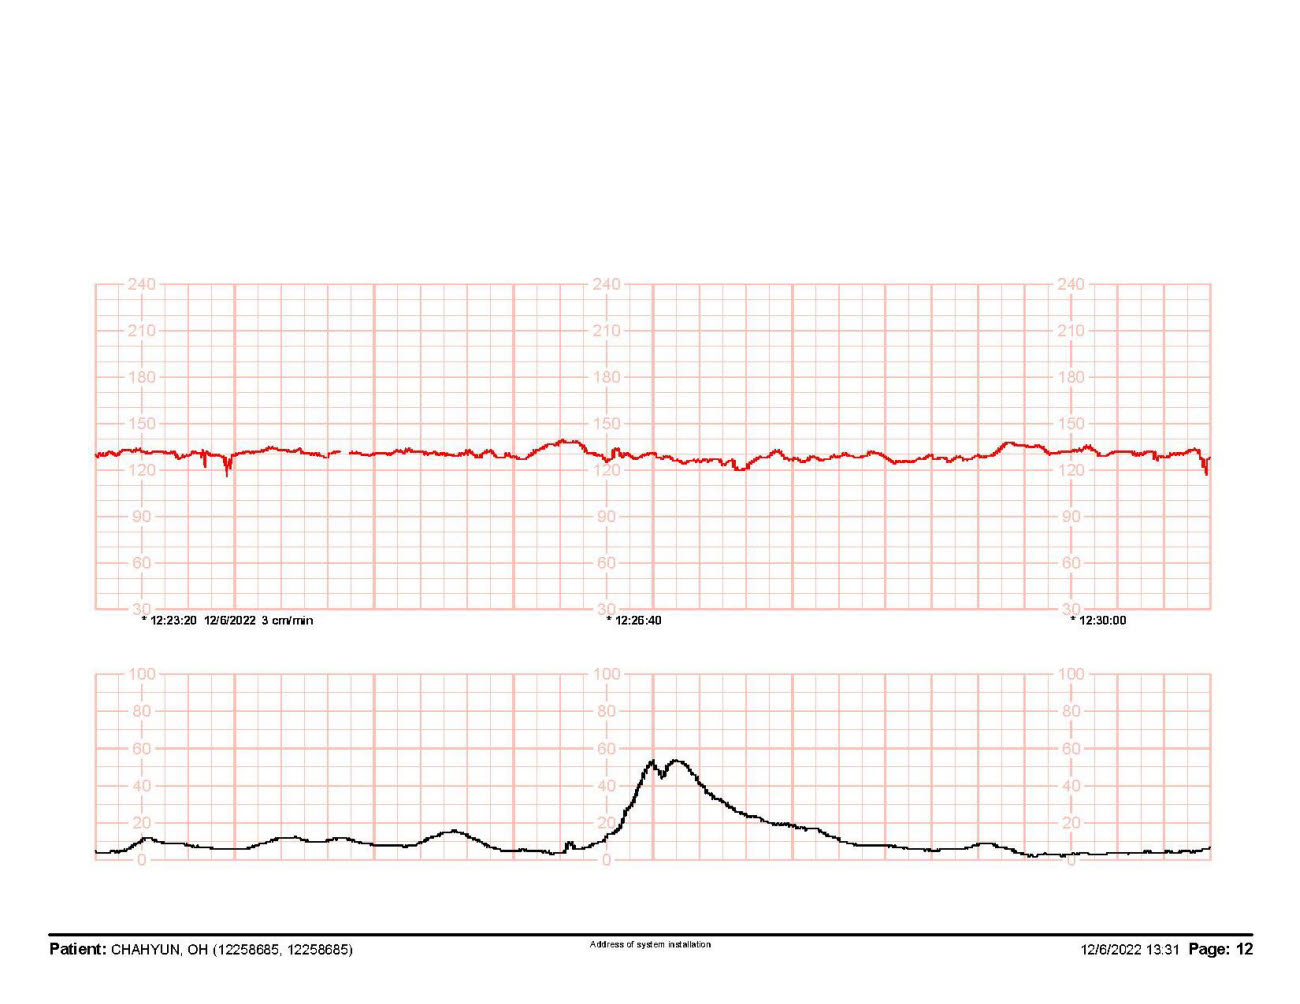 240 240 240
210 210 210
180 180 180
150 150 150
120 120 120
90 90 90
60 60 60
30 30 30
* 12:23:20 12/6/2022 3 cm/min * 12:26:40 * 12:30:00
100 100 100
80 80 80
60 60 60
40 40 40
20 20 20
0 0 0
Patient: CHAHYUN, OH (12258685, 12258685) Address of system installation 12/6/2022 13:31 Page: 12